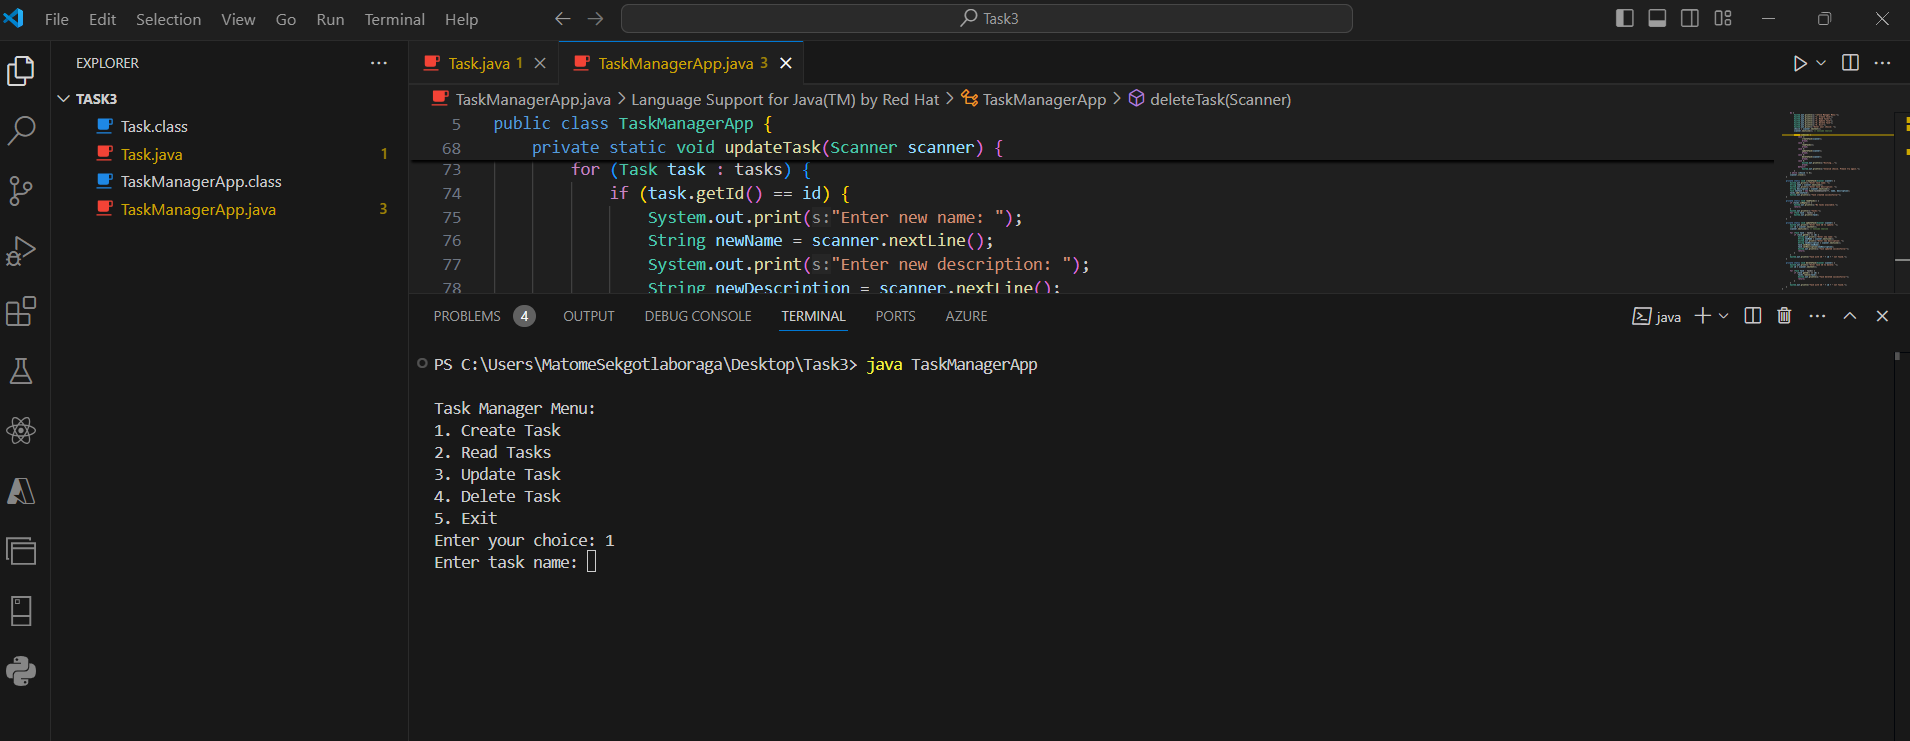 File Edit Selection View Go Run Terminal Help
Task3
EXPLORER
TASK3
Task.class
Task.java 1
TaskManagerApp.class
TaskManagerApp.java 3
Task.java 1
TaskManagerApp.java 3
TaskManagerApp.java > Language Support for Java(TM) by Red Hat > TaskManagerApp > deleteTask(Scanner)
5 public class TaskManagerApp {
68 private static void updateTask(Scanner scanner) {
73 for (Task task : tasks) {
74 if (task.getId() == id) {
75 System.out.print(s:"Enter new name: ");
76 String newName = scanner.nextLine();
77 System.out.print(s:"Enter new description: ");
78 String newDescription = scanner.nextLine();
PROBLEMS 4 OUTPUT DEBUG CONSOLE TERMINAL PORTS AZURE
java
PS C:\Users\MatomeSekgotlaboraga\Desktop\Task3> java TaskManagerApp
Task Manager Menu:
1. Create Task
2. Read Tasks
3. Update Task
4. Delete Task
5. Exit
Enter your choice: 1
Enter task name: